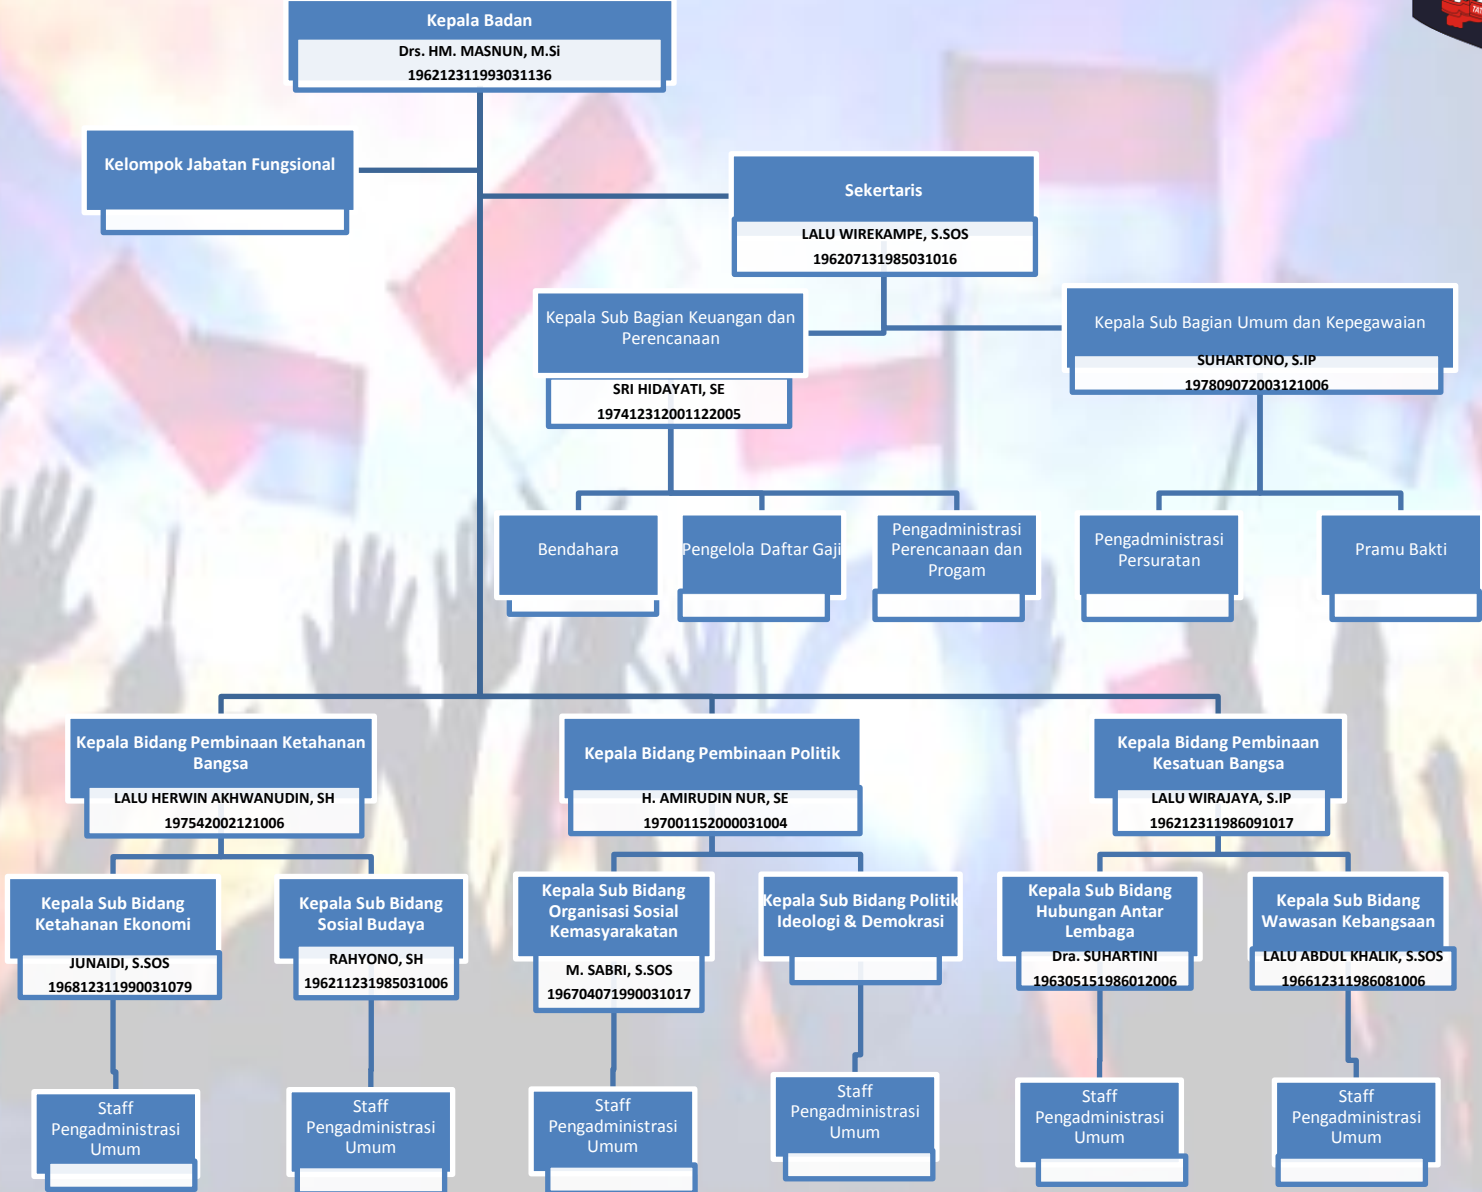 Kepala Badan
Drs. HM. MASNUN, M.Si
196212311993031136
Kelompok Jabatan Fungsional
Sekertaris
LALU WIREKAMPE, S.SOS
196207131985031016
Kepala Sub Bagian Keuangan dan
Perencanaan
SRI HIDAYATI, SE
197412312001122005
Kepala Sub Bagian Umum dan Kepegawaian
SUHARTONO, S.IP
197809072003121006
Bendahara
Pengelola Daftar Gaji
Pengadministrasi
Perencanaan dan
Progam
Pengadministrasi
Persuratan
Pramu Bakti
Kepala Bidang Pembinaan Ketahanan
Bangsa
LALU HERWIN AKHWANUDIN, SH
197542002121006
Kepala Bidang Pembinaan Politik
H. AMIRUDIN NUR, SE
197001152000031004
Kepala Bidang Pembinaan
Kesatuan Bangsa
LALU WIRAJAYA, S.IP
196212311986091017
Kepala Sub Bidang
Ketahanan Ekonomi
JUNAIDI, S.SOS
196812311990031079
Kepala Sub Bidang
Sosial Budaya
RAHYONO, SH
196211231985031006
Kepala Sub Bidang
Organisasi Sosial
Kemasyarakatan
M. SABRI, S.SOS
196704071990031017
Kepala Sub Bidang Politik
Ideologi & Demokrasi
Kepala Sub Bidang
Hubungan Antar
Lembaga
Dra. SUHARTINI
196305151986012006
Kepala Sub Bidang
Wawasan Kebangsaan
LALU ABDUL KHALIK, S.SOS
196612311986081006
Staff
Pengadministrasi
Umum
Staff
Pengadministrasi
Umum
Staff
Pengadministrasi
Umum
Staff
Pengadministrasi
Umum
Staff
Pengadministrasi
Umum
Staff
Pengadministrasi
Umum